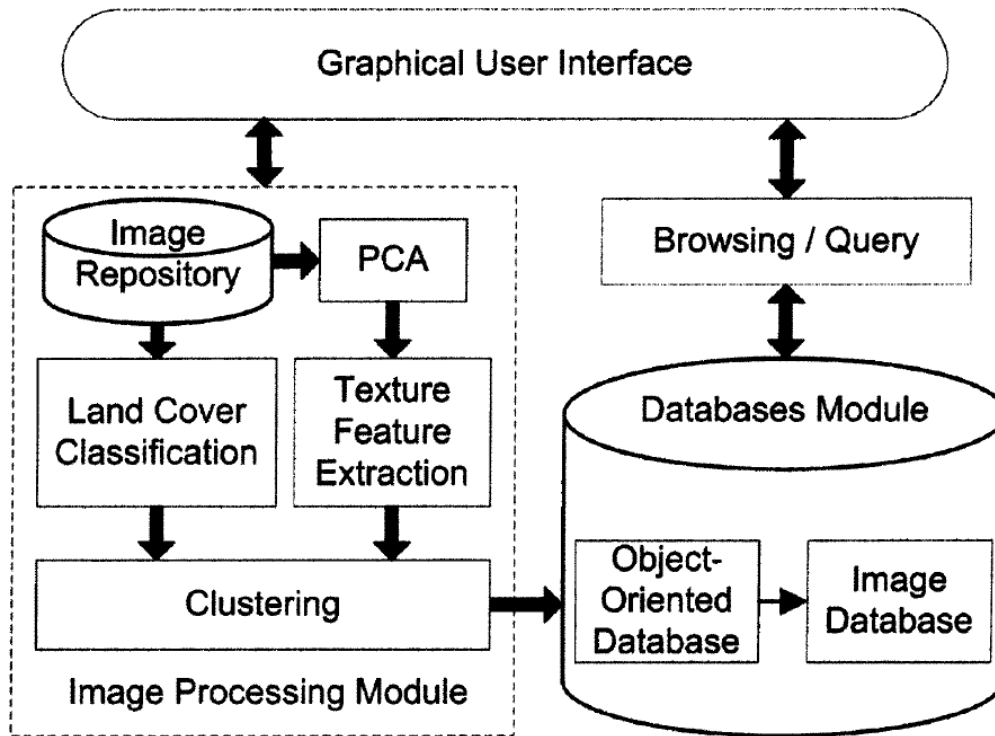 Graphical User Interface
Image
Repository
PCA
Browsing / Query
Land Cover
Classification
Texture
Feature
Extraction
Databases Module
Clustering
Object-
Oriented
Database
Image
Database
Image Processing Module